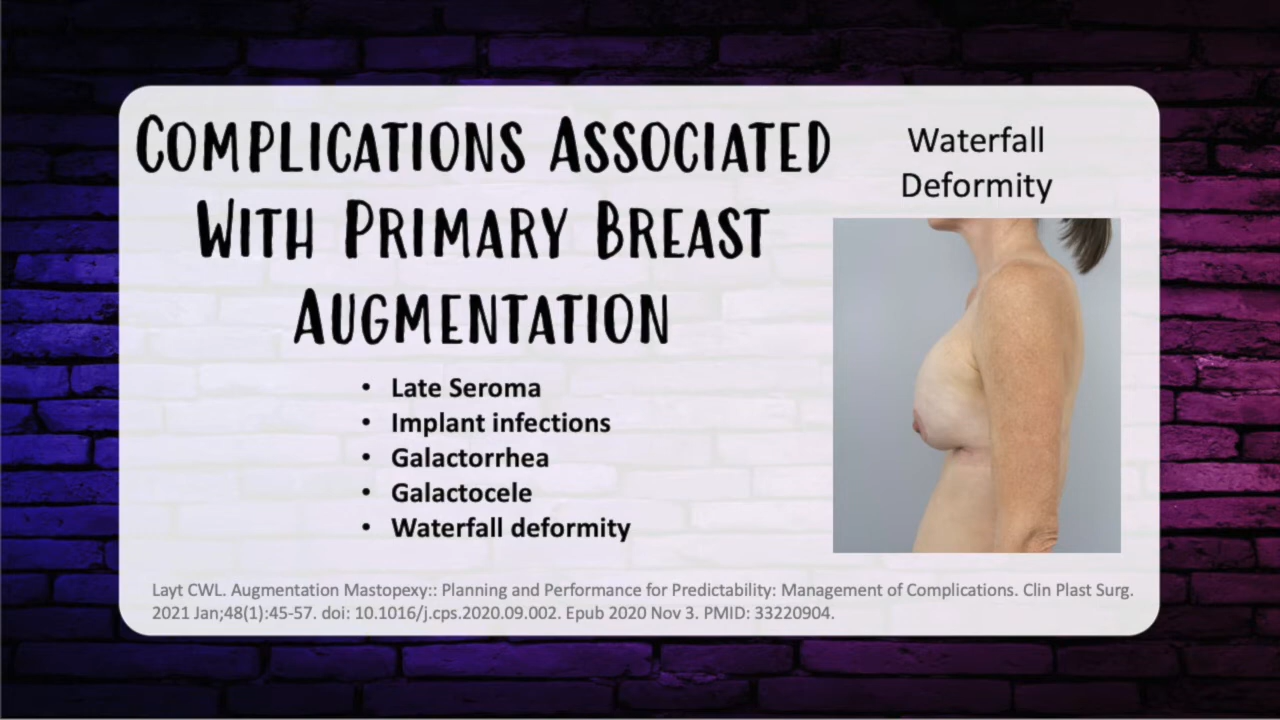 COMPLICATIONS ASSOCIATED
WITH PRIMARY BREAST
AUGMENTATION
• Late Seroma
• Implant infections
• Galactorrhea
• Galactocele
• Waterfall deformity
Waterfall
Deformity
Layt CWL. Augmentation Mastopexy:: Planning and Performance for Predictability: Management of Complications. Clin Plast Surg.
2021 Jan;48(1):45-57. doi: 10.1016/j.cps.2020.09.002. Epub 2020 Nov 3. PMID: 33220904.